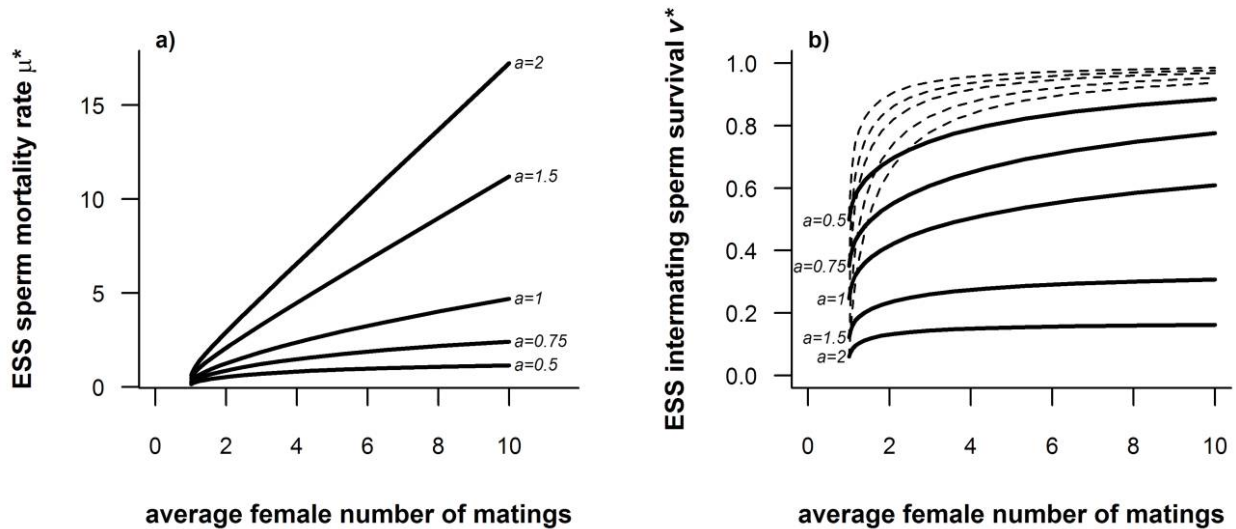 a)
ESS sperm mortality rate μ*
15
10
5
0
a=2
a=1.5
a=1
a=0.75
a=0.5
0 2 4 6 8 10
average female number of matings
b)
ESS intermating sperm survival v*
1.0
0.8
0.6
0.4
0.2
0.0
a=0.5
a=0.75
a=1
a=1.5
a=2
0 2 4 6 8 10
average female number of matings